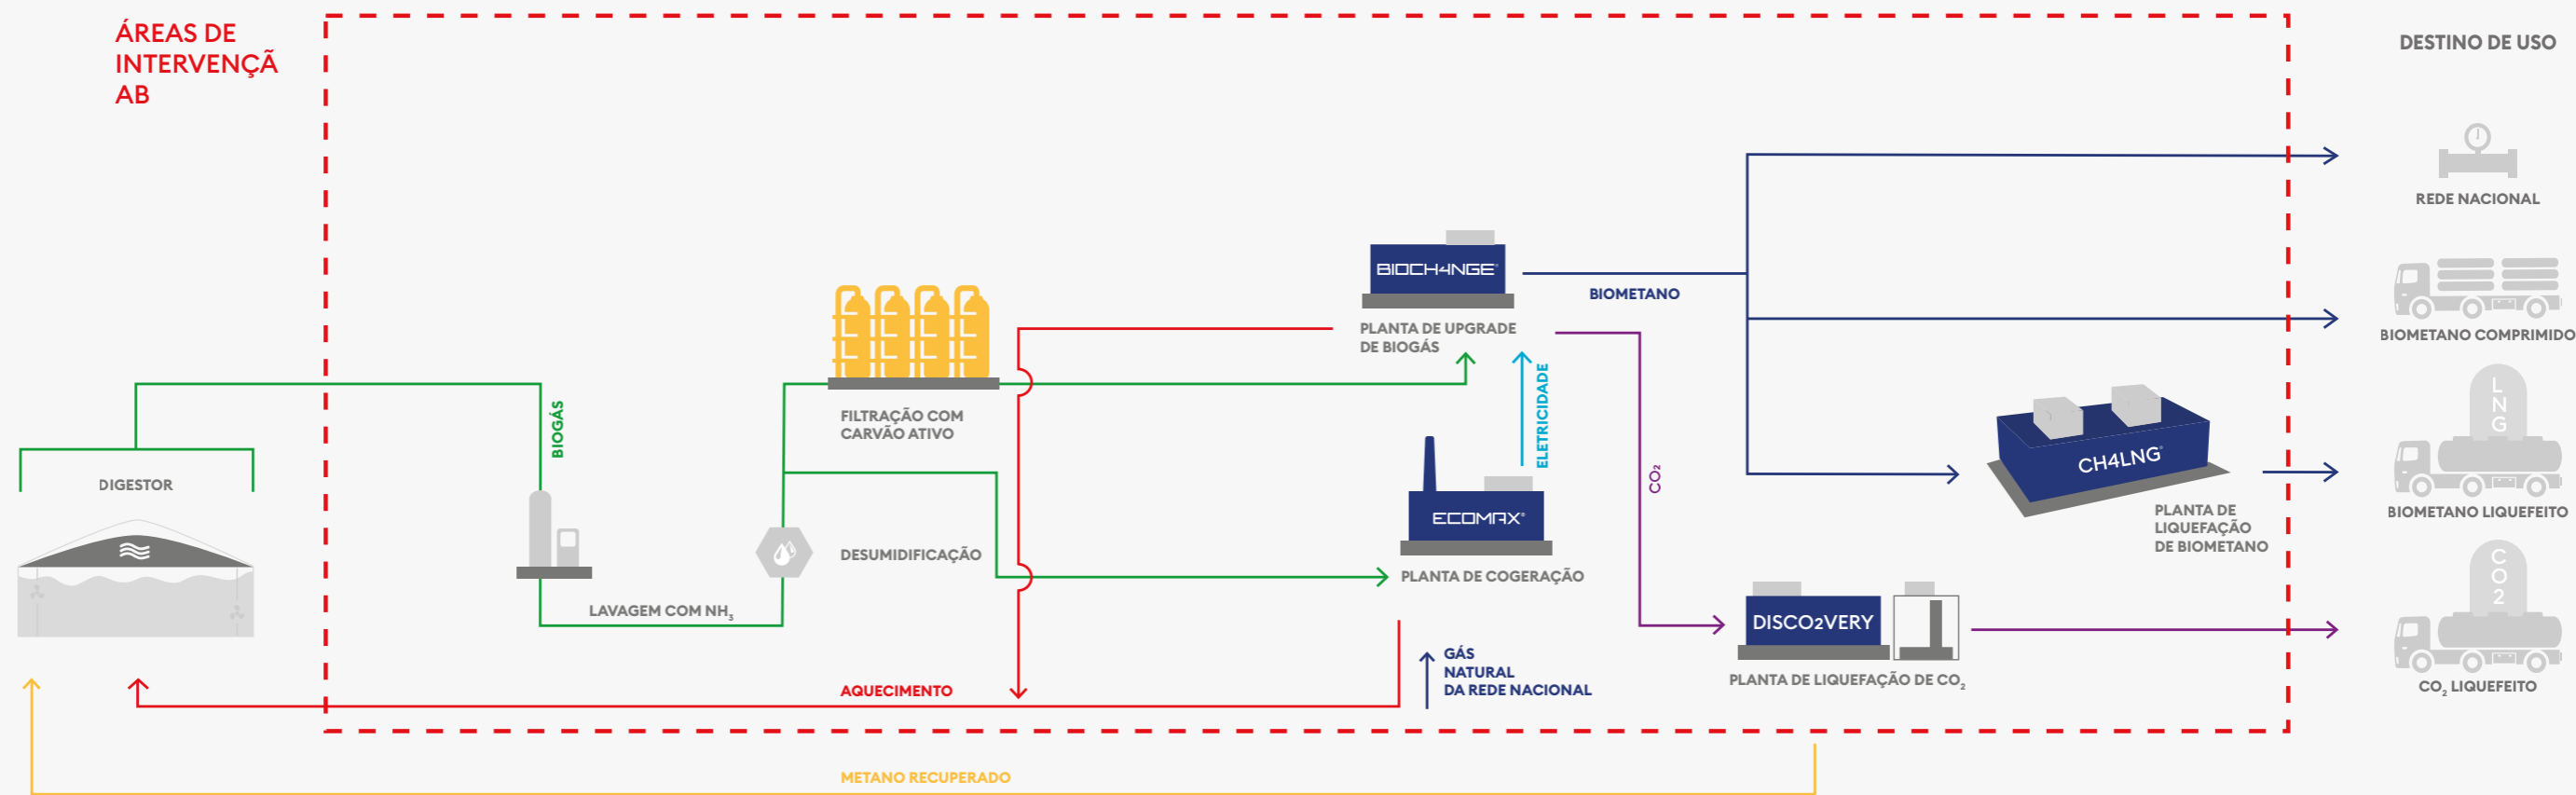 ÁREAS DE
INTERVENÇÃ
AB
DESTINO DE USO
REDE NACIONAL
BIOCH4NGE®
BIOMETANO
PLANTA DE UPGRADE
DE BIOGÁS
BIOMETANO COMPRIMIDO
BIOGÁS
FILTRAÇÃO COM
CARVÃO ATIVO
ELETRICIDADE
LNG
DIGESTOR
CO₂
CH4LNG®
ECOMAX®
PLANTA DE
LIQUEFAÇÃO
DE BIOMETANO
BIOMETANO LIQUEFEITO
DESUMIDIFICAÇÃO
PLANTA DE COGERAÇÃO
CO2
LAVAGEM COM NH₃
DISCO2VERY
GÁS
NATURAL
DA REDE NACIONAL
PLANTA DE LIQUEFAÇÃO DE CO₂
CO₂ LIQUEFEITO
AQUECIMENTO
METANO RECUPERADO